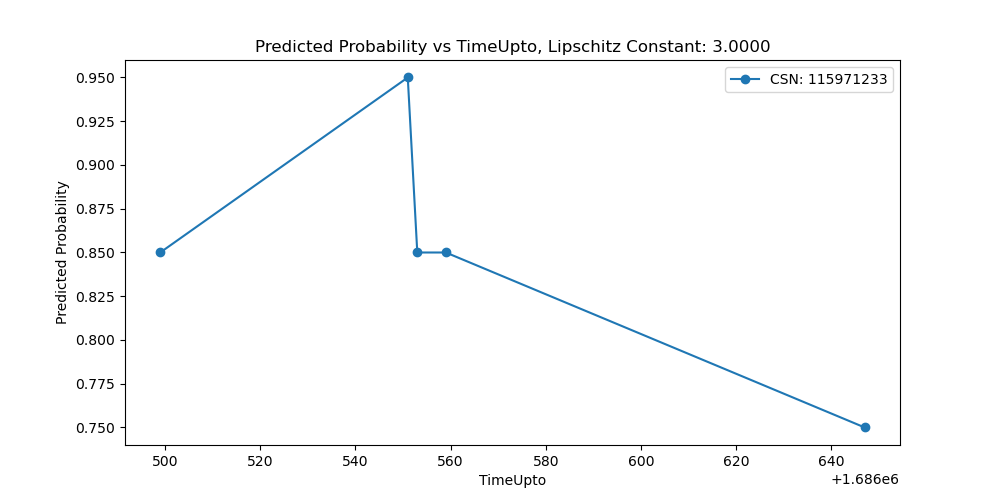 Predicted Probability vs TimeUpto, Lipschitz Constant: 3.0000
CSN: 115971233
Predicted Probability
0.950
0.925
0.900
0.875
0.850
0.825
0.800
0.775
0.750
500 520 540 560 580 600 620 640
TimeUpto
+1.686e6